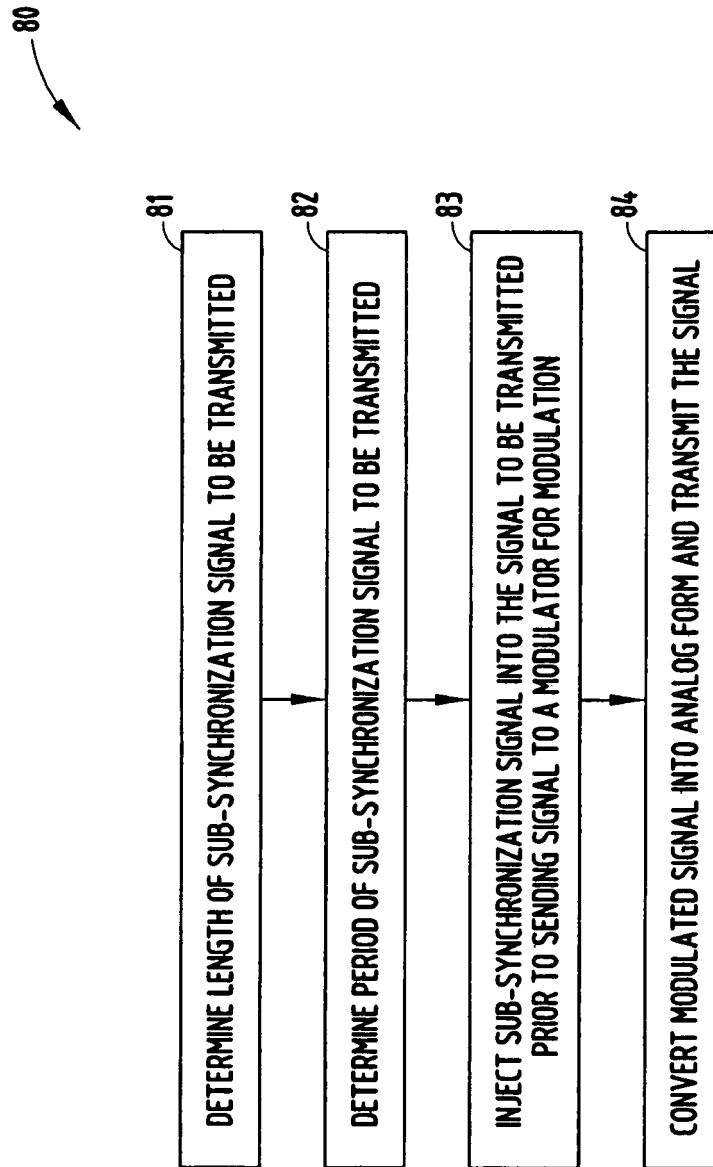 80
81
DETERMINE LENGTH OF SUB-SYNCHRONIZATION SIGNAL TO BE TRANSMITTED
82
DETERMINE PERIOD OF SUB-SYNCHRONIZATION SIGNAL TO BE TRANSMITTED
83
INJECT SUB-SYNCHRONIZATION SIGNAL INTO THE SIGNAL TO BE TRANSMITTED
PRIOR TO SENDING SIGNAL TO A MODULATOR FOR MODULATION
84
CONVERT MODULATED SIGNAL INTO ANALOG FORM AND TRANSMIT THE SIGNAL